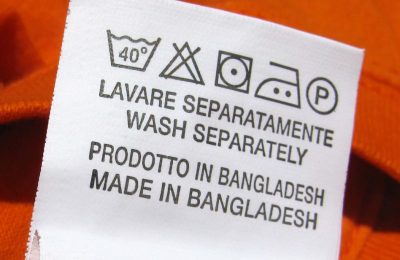 40°
P
LAVARE SEPARATAMENTE
WASH SEPARATELY
PRODOTTO IN BANGLADESH
MADE IN BANGLADESH